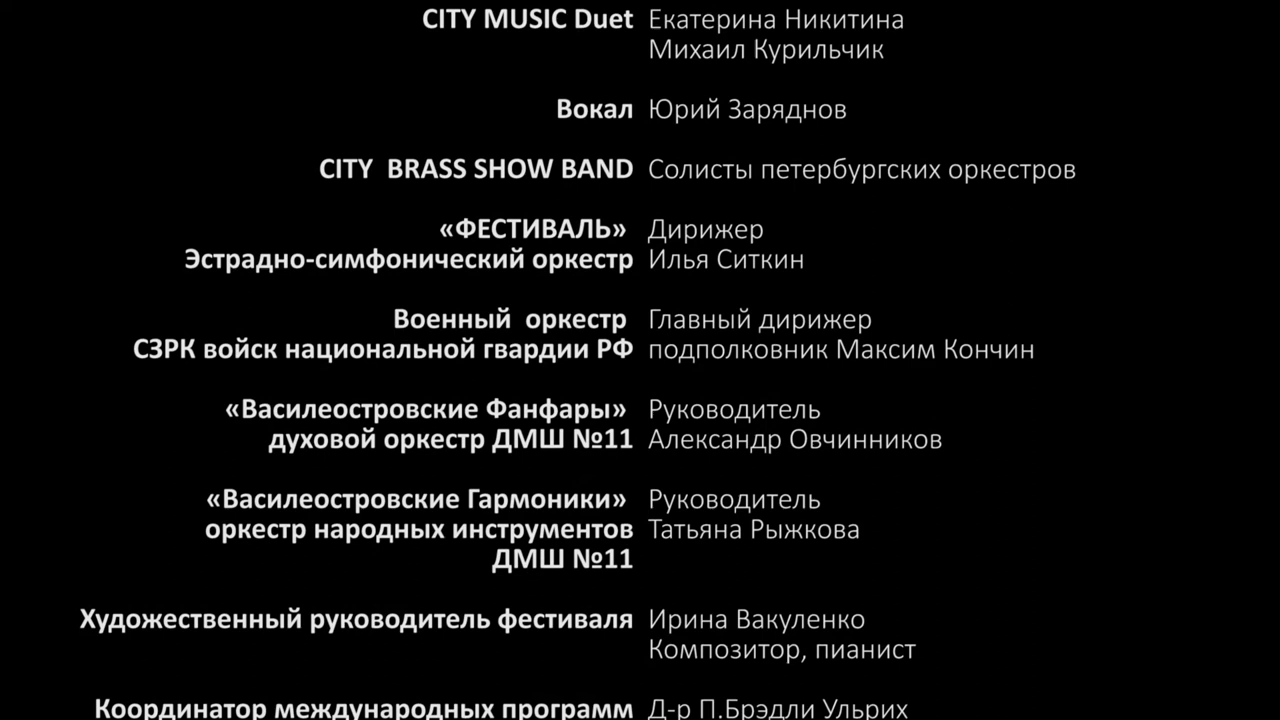 CITY MUSIC Duet Екатерина Никитина
Михаил Курильчик
Вокал Юрий Заряднов
CITY BRASS SHOW BAND Солисты петербургских оркестров
«ФЕСТИВАЛЬ» Дирижер
Эстрадно-симфонический оркестр Илья Ситкин
Военный оркестр Главный дирижер
СЗРК войск национальной гвардии РФ подполковник Максим Кончин
«Василеостровские Фанфары» Руководитель
духовой оркестр ДМШ №11 Александр Овчинников
«Василеостровские Гармоники» Руководитель
оркестр народных инструментов Татьяна Рыжкова
ДМШ №11
Художественный руководитель фестиваля Ирина Вакуленко
Композитор, пианист
Координатор международных программ Д-р П.Брэдли Ульрих